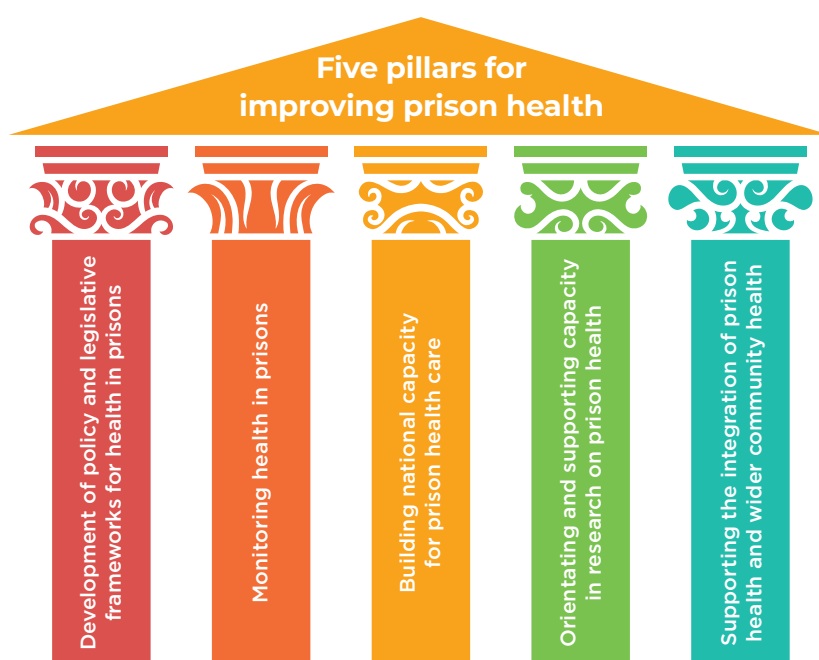 Five pillars for
improving prison health
Development of policy and legislative
frameworks for health in prisons
Monitoring health in prisons
Building national capacity
for prison health care
Orientating and supporting capacity
in research on prison health
Supporting the integration of prison
health and wider community health